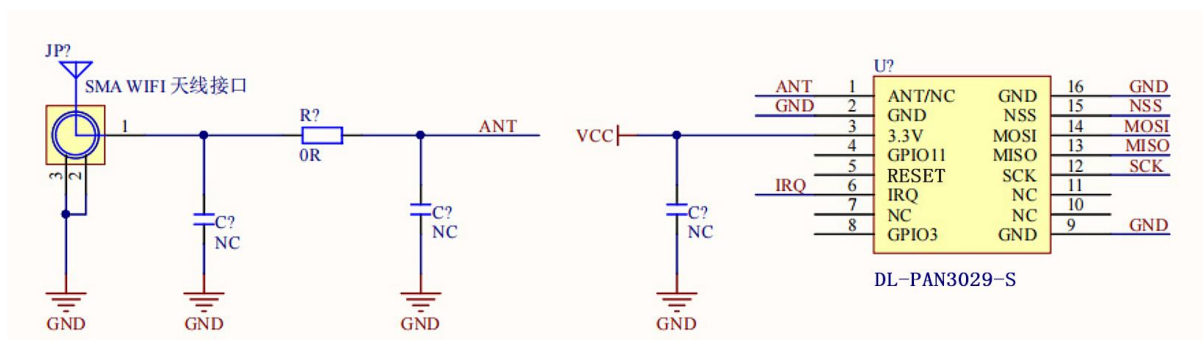 JP?
SMA WIFI 天线接口
1
3
2
GND
C?
NC
GND
R?
0R
ANT
C?
NC
GND
VCC
C?
NC
GND
U?
ANT 1 ANT/NC GND 16 GND
GND 2 GND NSS 15 NSS
3 3.3V MOSI 14 MOSI
4 GPIO11 MISO 13 MISO
5 RESET SCK 12 SCK
IRQ 6 IRQ NC 11
7 NC NC 10
8 GPIO3 GND 9 GND
DL-PAN3029-S